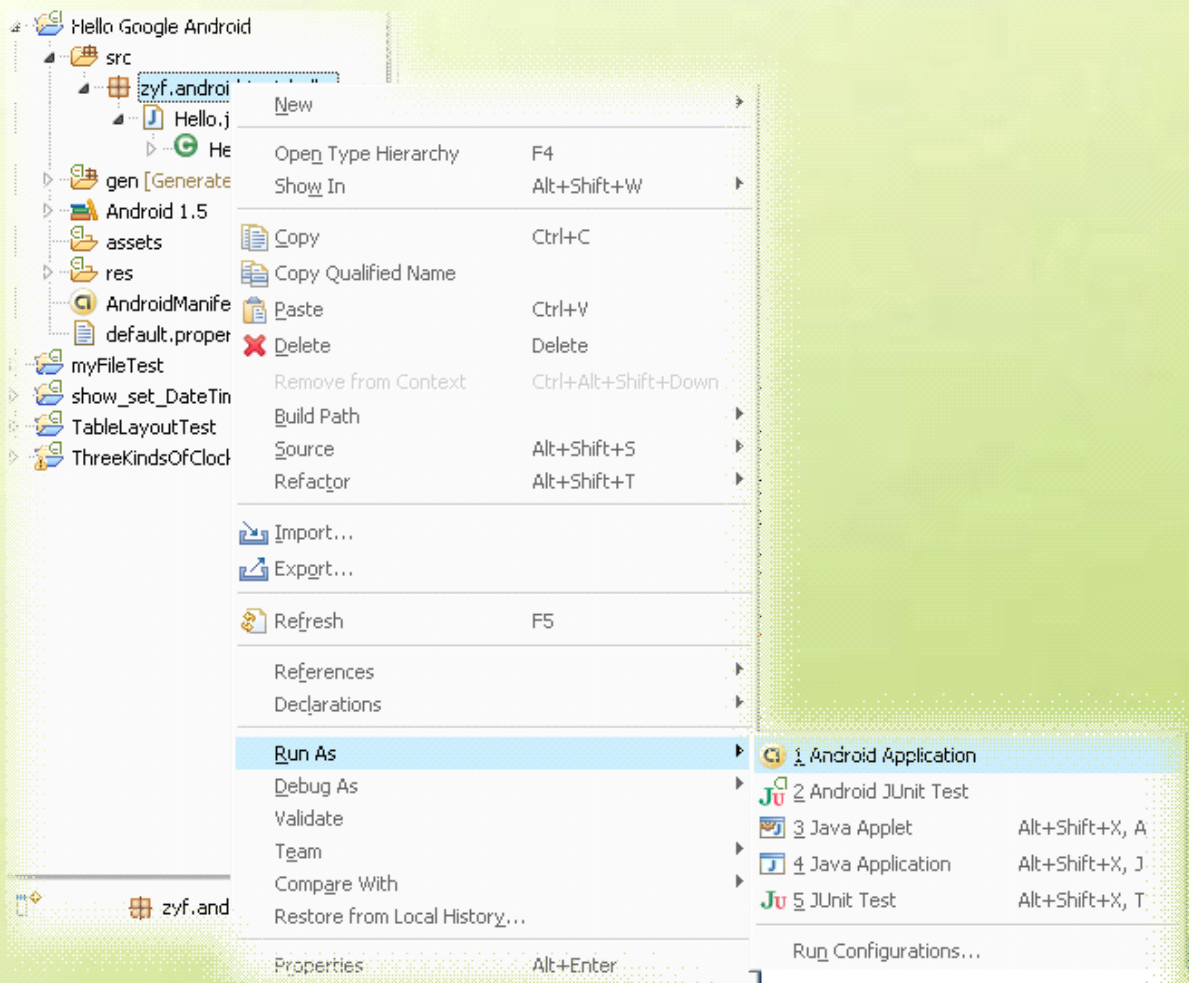 Hello Google Android
src
zyf.androi
Hello.j
He
gen [Generate
Android 1.5
assets
res
AndroidManife
default.proper
myFileTest
show_set_DateTim
TableLayoutTest
ThreeKindsOfClock
zyf.and
New
Open Type Hierarchy F4
Show In Alt+Shift+W
Copy Ctrl+C
Copy Qualified Name
Paste Ctrl+V
Delete Delete
Remove from Context Ctrl+Alt+Shift+Down
Build Path
Source Alt+Shift+S
Refactor Alt+Shift+T
Import...
Export...
Refresh F5
References
Declarations
Run As
Debug As
Validate
Team
Compare With
Restore from Local History...
Properties Alt+Enter
1 Android Application
2 Android JUnit Test
3 Java Applet Alt+Shift+X, A
4 Java Application Alt+Shift+X, J
5 JUnit Test Alt+Shift+X, T
Run Configurations...